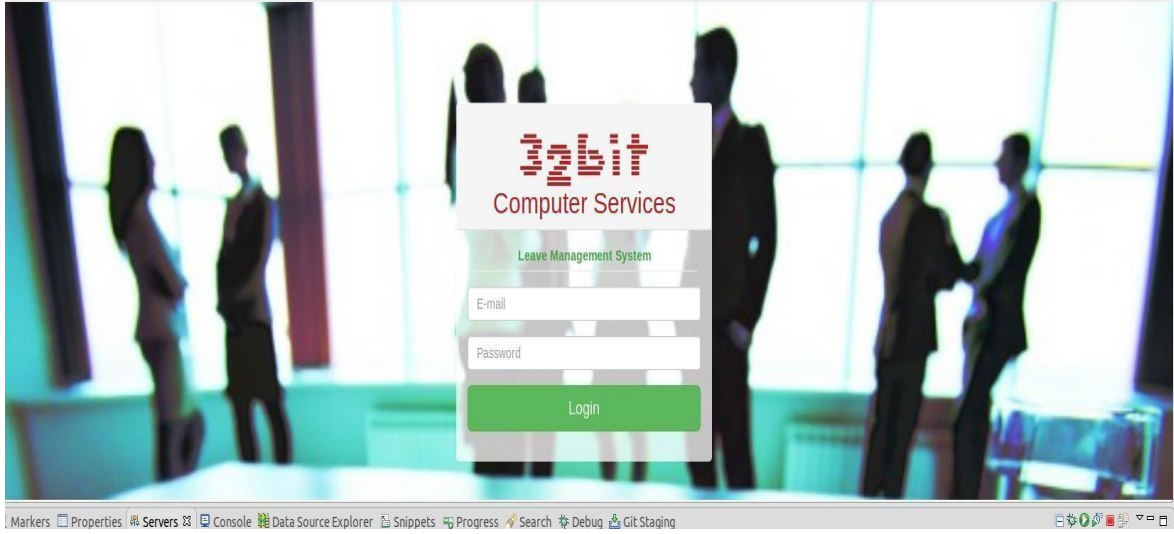 32bit
Computer Services
Leave Management System
E-mail
Password
Login
Markers Properties Servers Console Data Source Explorer Snippets Progress Search Debug Git Staging